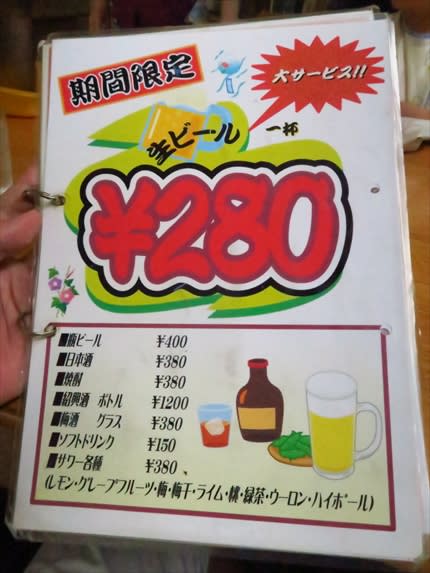 期間限定
大サービス!!
生ビール 一杯
¥280
■瓶ビール ¥400
■日本酒 ¥380
■焼酎 ¥380
■紹興酒 ボトル ¥1200
■梅酒 グラス ¥380
■ソフトドリンク ¥150
■サワー各種 ¥380
(レモン・グレープフルーツ・梅・梅干・ライム・桃・緑茶・ウーロン・ハイボール)